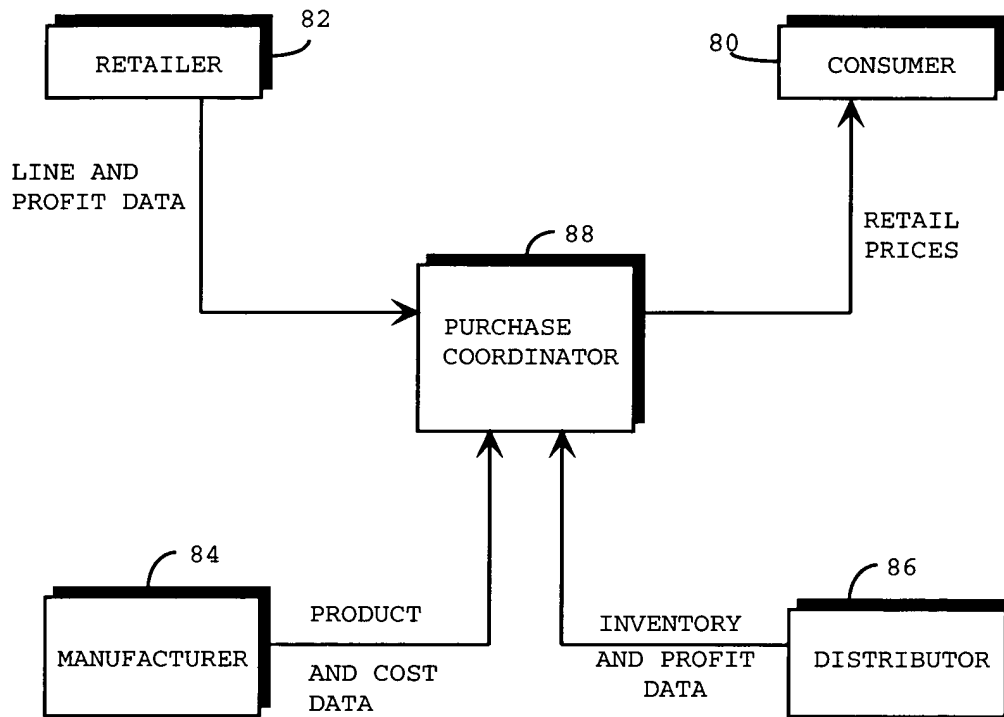 82
RETAILER
80
CONSUMER
LINE AND
PROFIT DATA
RETAIL
PRICES
88
PURCHASE
COORDINATOR
84
MANUFACTURER
PRODUCT
AND COST
DATA
86
INVENTORY
AND PROFIT
DATA
DISTRIBUTOR